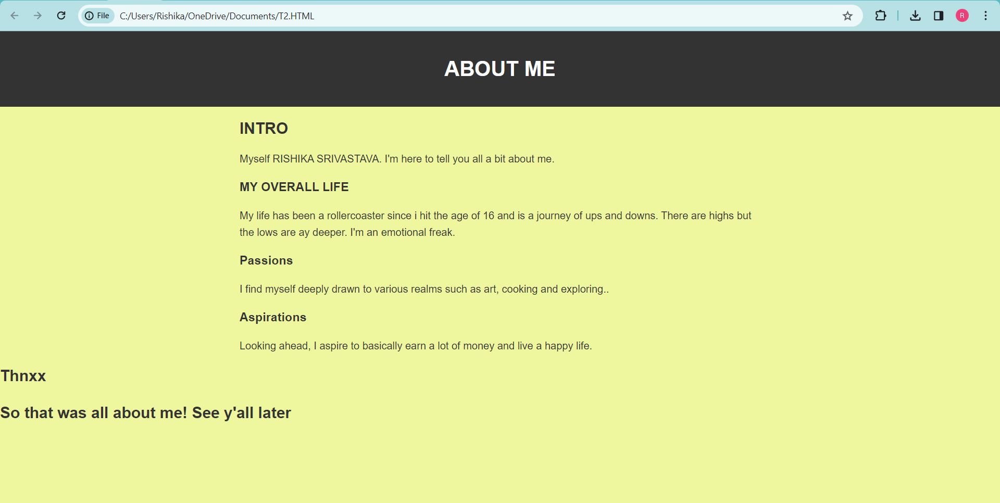 File C:/Users/Rishika/OneDrive/Documents/T2.HTML
R
ABOUT ME
INTRO
Myself RISHIKA SRIVASTAVA. I'm here to tell you all a bit about me.
MY OVERALL LIFE
My life has been a rollercoaster since i hit the age of 16 and is a journey of ups and downs. There are highs but
the lows are ay deeper. I'm an emotional freak.
Passions
I find myself deeply drawn to various realms such as art, cooking and exploring..
Aspirations
Looking ahead, I aspire to basically earn a lot of money and live a happy life.
Thnxx
So that was all about me! See y'all later